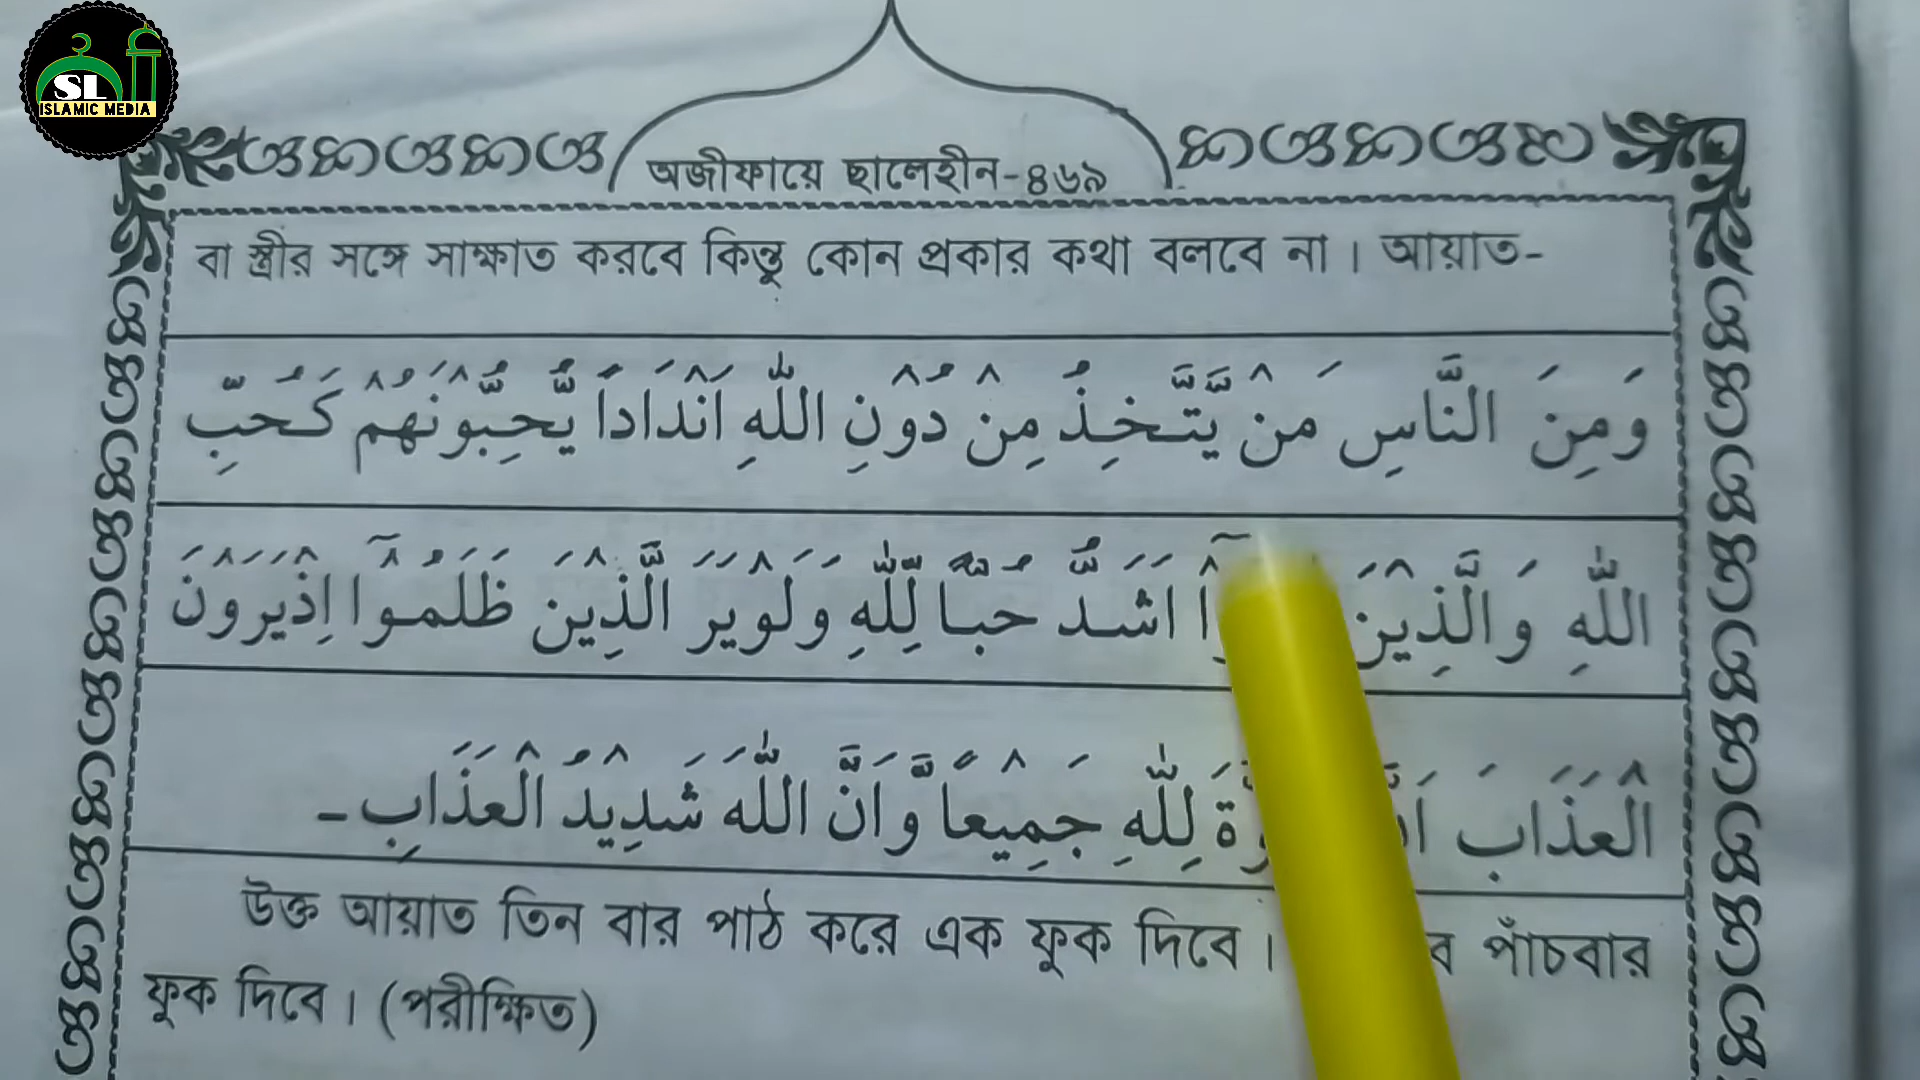 SL
ISLAMIC MEDIA
অজীফায়ে ছালেহীন-৪৬৯
বা স্ত্রীর সঙ্গে সাক্ষাত করবে কিন্তু কোন প্রকার কথা বলবে না। আয়াত-
وَمِنَ النَّاسِ مَنْ يَّتَّخِذُ مِنْ دُوْنِ اللّٰهِ اَنْدَادًا يُّحِبُّوْنَهُمْ كَحُبِّ
اللّٰهِ وَالَّذِيْنَ اَشَدُّ حُبًّا لِّلّٰهِ وَلَوْيَرَ الَّذِيْنَ ظَلَمُوْآ اِذْيَرَوْنَ
الْعَذَابَ لِلّٰهِ جَمِيْعًا وَّاَنَّ اللّٰهَ شَدِيْدُ الْعَذَابِ -
উক্ত আয়াত তিন বার পাঠ করে এক ফুক দিবে। পাঁচবার
ফুক দিবে। (পরীক্ষিত)